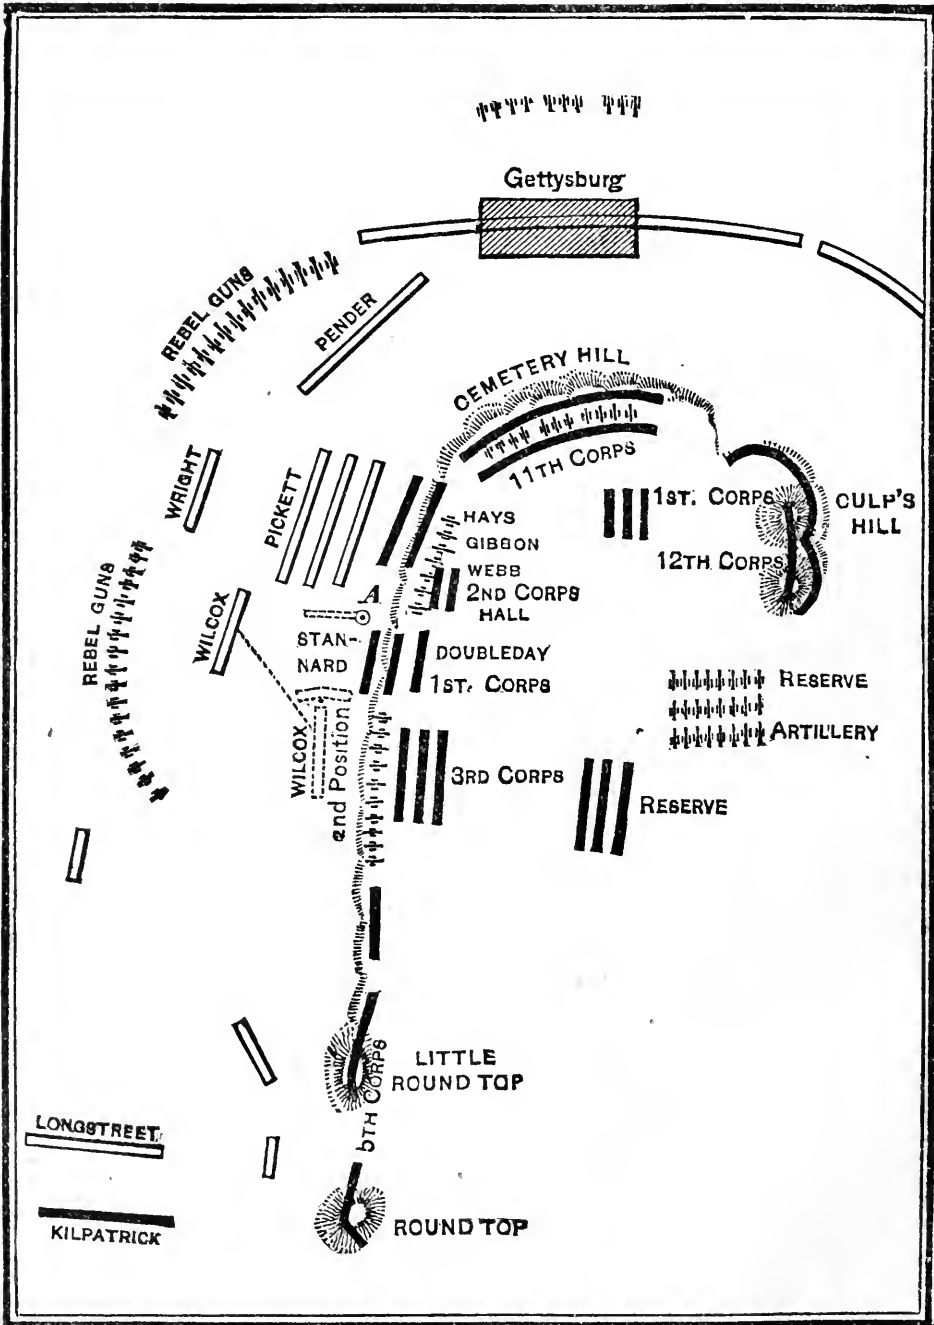 Gettysburg
REBEL GUNS
PENDER
CEMETERY HILL
11TH CORPS
WRIGHT
PICKETT
HAYS
GIBBON
1ST. CORPS
CULP'S
HILL
12TH CORPS
WEBB
2ND CORPS
HALL
A
REBEL GUNS
WILCOX
STAN-
NARD
DOUBLEDAY
1ST. CORPS
RESERVE
ARTILLERY
WILCOX
2nd Position
3RD CORPS
RESERVE
LITTLE
ROUND TOP
5TH CORPS
LONGSTREET
KILPATRICK
ROUND TOP